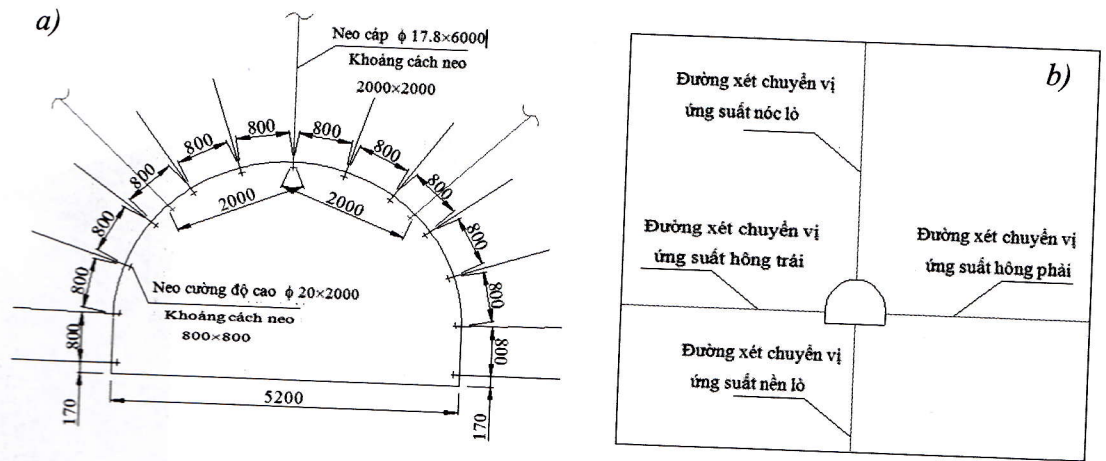 a)
Neo cáp ϕ 17.8×6000
Khoảng cách neo
2000×2000
800
800
800
800
800
800
800
800
800
800
800
800
2000
2000
Neo cường độ cao ϕ 20×2000
Khoảng cách neo
800×800
170
5200
170
b)
Đường xét chuyển vị
ứng suất nóc lò
Đường xét chuyển vị
ứng suất hông trái
Đường xét chuyển vị
ứng suất hông phải
Đường xét chuyển vị
ứng suất nền lò